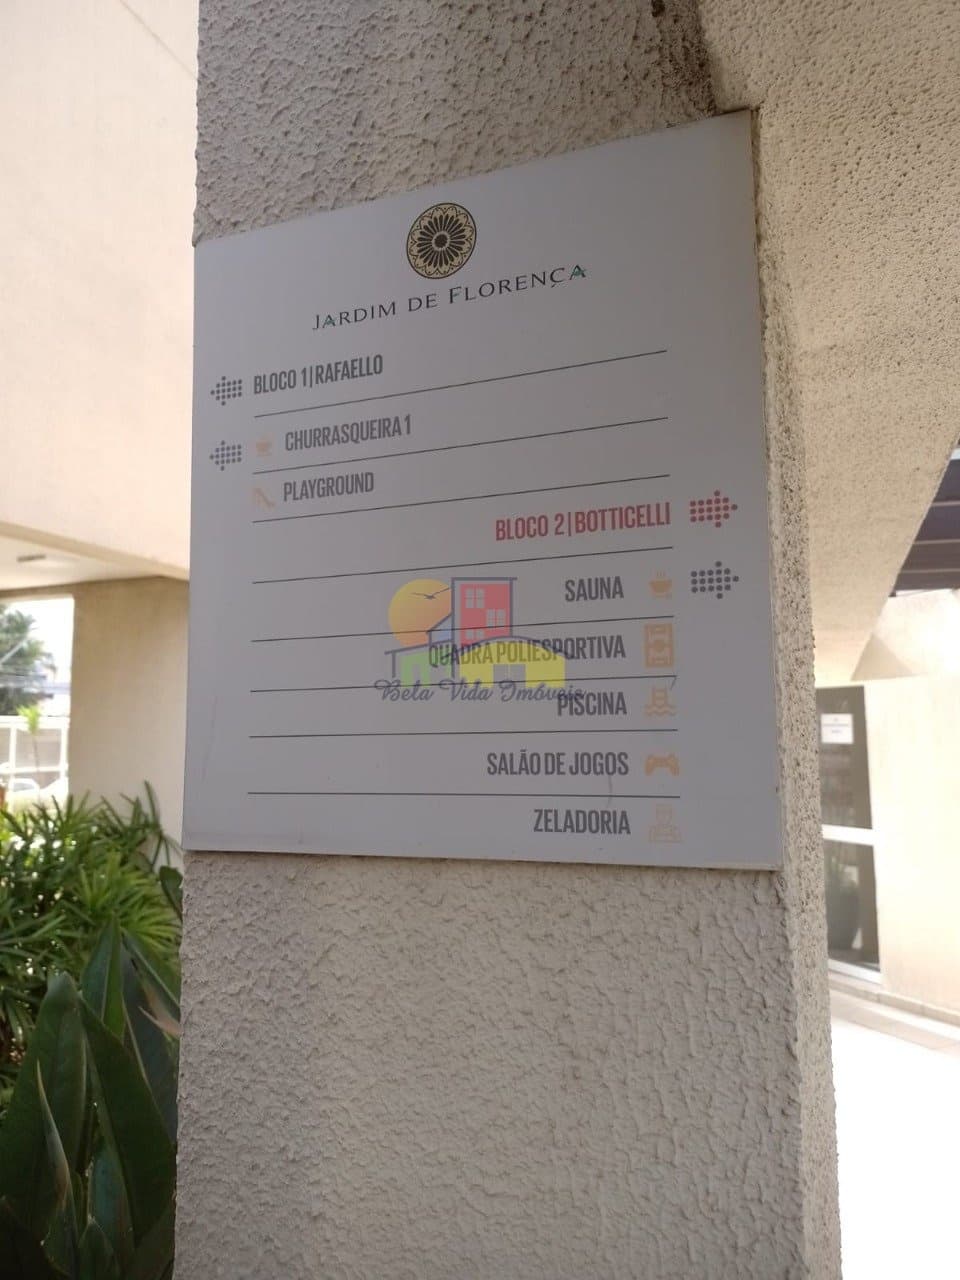 JARDIM DE FLORENÇA
BLOCO 1|RAFAELLO
CHURRASQUEIRA 1
PLAYGROUND
BLOCO 2|BOTTICELLI
SAUNA
QUADRA POLIESPORTIVA
Bela Vida Imóveis
PISCINA
SALÃO DE JOGOS
ZELADORIA